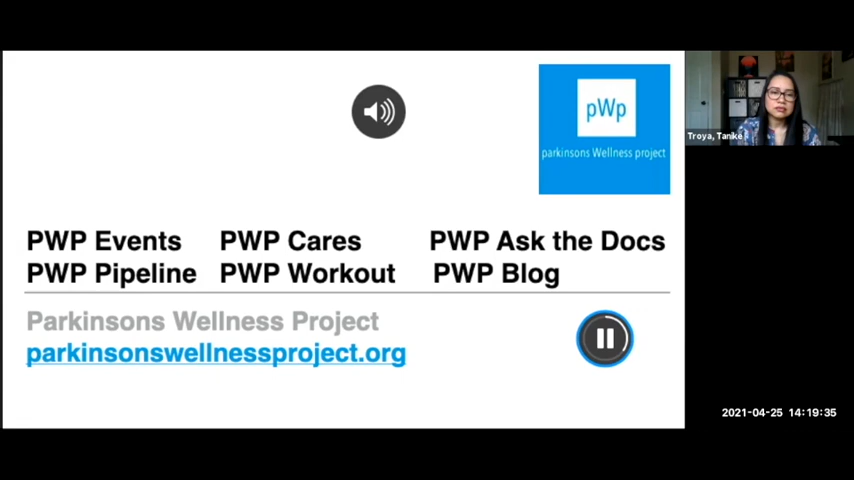 pWp
parkinsons Wellness project
Troya, Tanike
PWP Events PWP Cares PWP Ask the Docs
PWP Pipeline PWP Workout PWP Blog
Parkinsons Wellness Project
parkinsonswellnessproject.org
2021-04-25 14:19:35